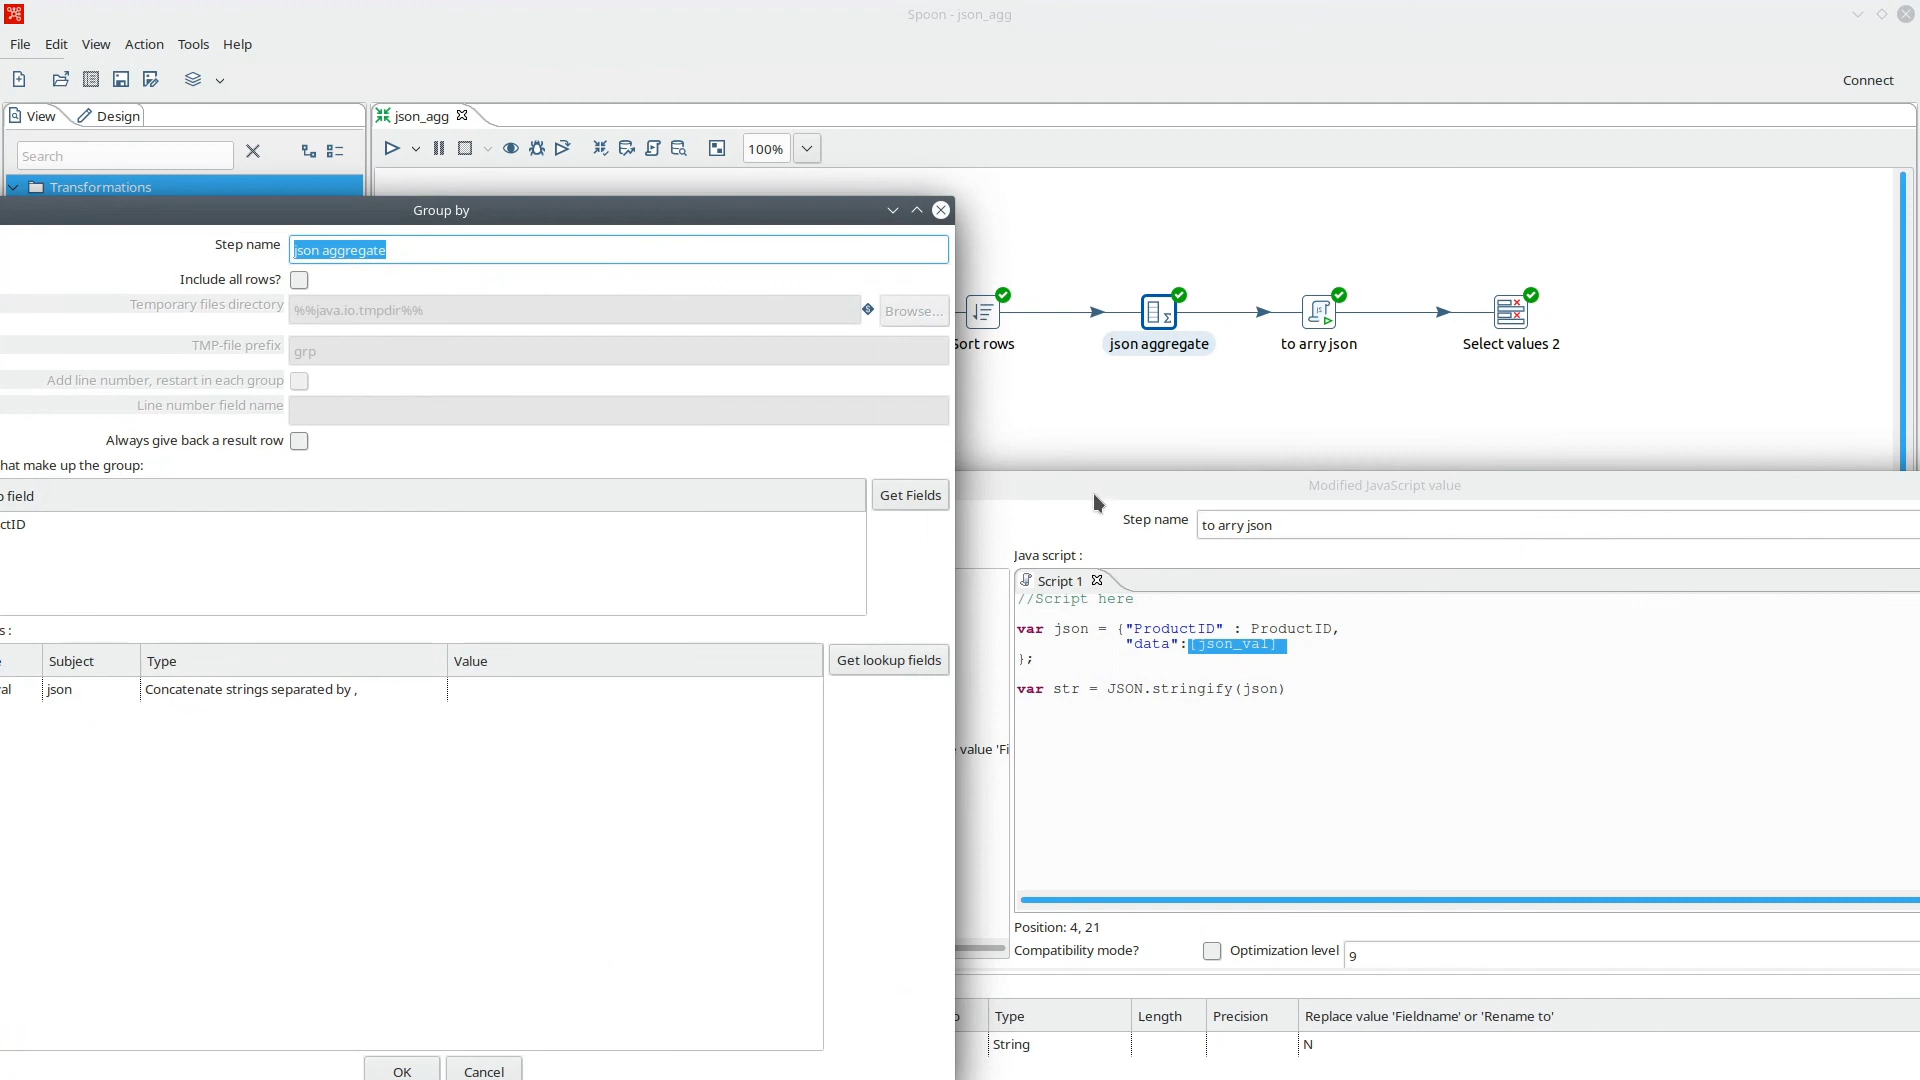 Spoon - json_agg
File Edit View Action Tools Help
Connect
View Design
json_agg
Search
100%
Transformations
Group by
Step name json aggregate
Include all rows?
Temporary files directory %%java.io.tmpdir%% Browse...
TMP-file prefix grp
Add line number, restart in each group
Line number field name
Always give back a result row
hat make up the group:
field
Get Fields
ctID
s :
Subject Type Value
Get lookup fields
al json Concatenate strings separated by ,
OK Cancel
Sort rows json aggregate to arry json Select values 2
Modified JavaScript value
Step name to arry json
Java script :
Script 1
//Script here
var json = {"ProductID" : ProductID,
"data":[json_val]
};
var str = JSON.stringify(json)
value 'Fi
Position: 4, 21
Compatibility mode? Optimization level 9
Type Length Precision Replace value 'Fieldname' or 'Rename to'
String N